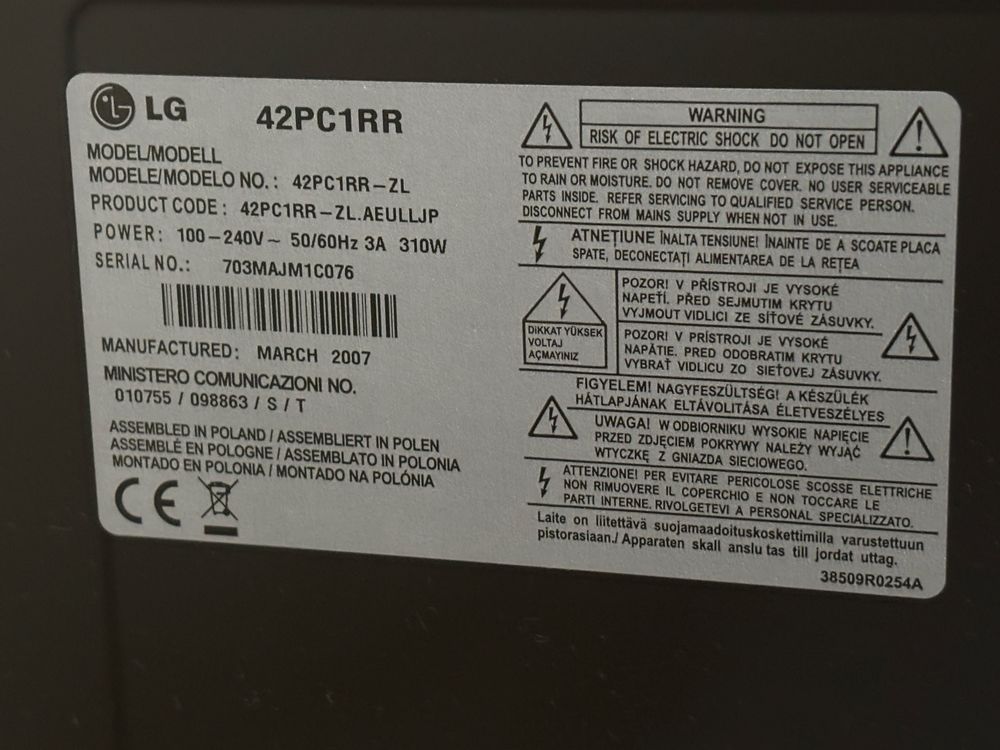 LG 42PC1RR
MODEL/MODELL
MODELE/MODELO NO. : 42PC1RR-ZL
PRODUCT CODE : 42PC1RR-ZL.AEULLJP
POWER: 100-240V~ 50/60Hz 3A 310W
SERIAL NO.: 703MAJM1C076
MANUFACTURED: MARCH 2007
MINISTERO COMUNICAZIONI NO.
010755 / 098863 / S / T
ASSEMBLED IN POLAND / ASSEMBLIERT IN POLEN
ASSEMBLÉ EN POLOGNE / ASSEMBLATO IN POLONIA
MONTADO EN POLONIA / MONTADO NA POLÓNIA
CE
WARNING
RISK OF ELECTRIC SHOCK DO NOT OPEN
TO PREVENT FIRE OR SHOCK HAZARD, DO NOT EXPOSE THIS APPLIANCE
TO RAIN OR MOISTURE. DO NOT REMOVE COVER. NO USER SERVICEABLE
PARTS INSIDE. REFER SERVICING TO QUALIFIED SERVICE PERSON.
DISCONNECT FROM MAINS SUPPLY WHEN NOT IN USE.
ATNEŢIUNE ÎNALTA TENSIUNE! ÎNAINTE DE A SCOATE PLACA
SPATE, DECONECTAŢI ALIMENTAREA DE LA REŢEA
DIKKAT YÜKSEK
VOLTAJ
AÇMAYINIZ
POZOR! V PŘÍSTROJI JE VYSOKÉ
NAPETÍ. PŘED SEJMUTIM KRYTU
VYJMOUT VIDLICI ZE SÍŤOVÉ ZÁSUVKY.
POZOR! V PRÍSTROJI JE VYSOKÉ
NAPÄTIE. PRED ODOBRATIM KRYTU
VYBRAŤ VIDLICU ZO SIEŤOVEJ ZÁSUVKY.
FIGYELEM! NAGYFESZÜLTSÉG! A KÉSZÜLÉK
HÁTLAPJÁNAK ELTÁVOLITÁSA ÉLETVESZÉLYES
UWAGA! W ODBIORNIKU WYSOKIE NAPIĘCIE
PRZED ZDJĘCIEM POKRYWY NALEŻY WYJĄĆ
WTYCZKĘ Z GNIAZDA SIECIOWEGO.
ATTENZIONE! PER EVITARE PERICOLOSE SCOSSE ELETTRICHE
NON RIMUOVERE IL COPERCHIO E NON TOCCARE LE
PARTI INTERNE. RIVOLGETEVI A PERSONAL SPECIALIZZATO.
Laite on liitettävä suojamaadoituskoskettimilla varustettuun
pistorasiaan./ Apparaten skall anslu tas till jordat uttag.
38509R0254A